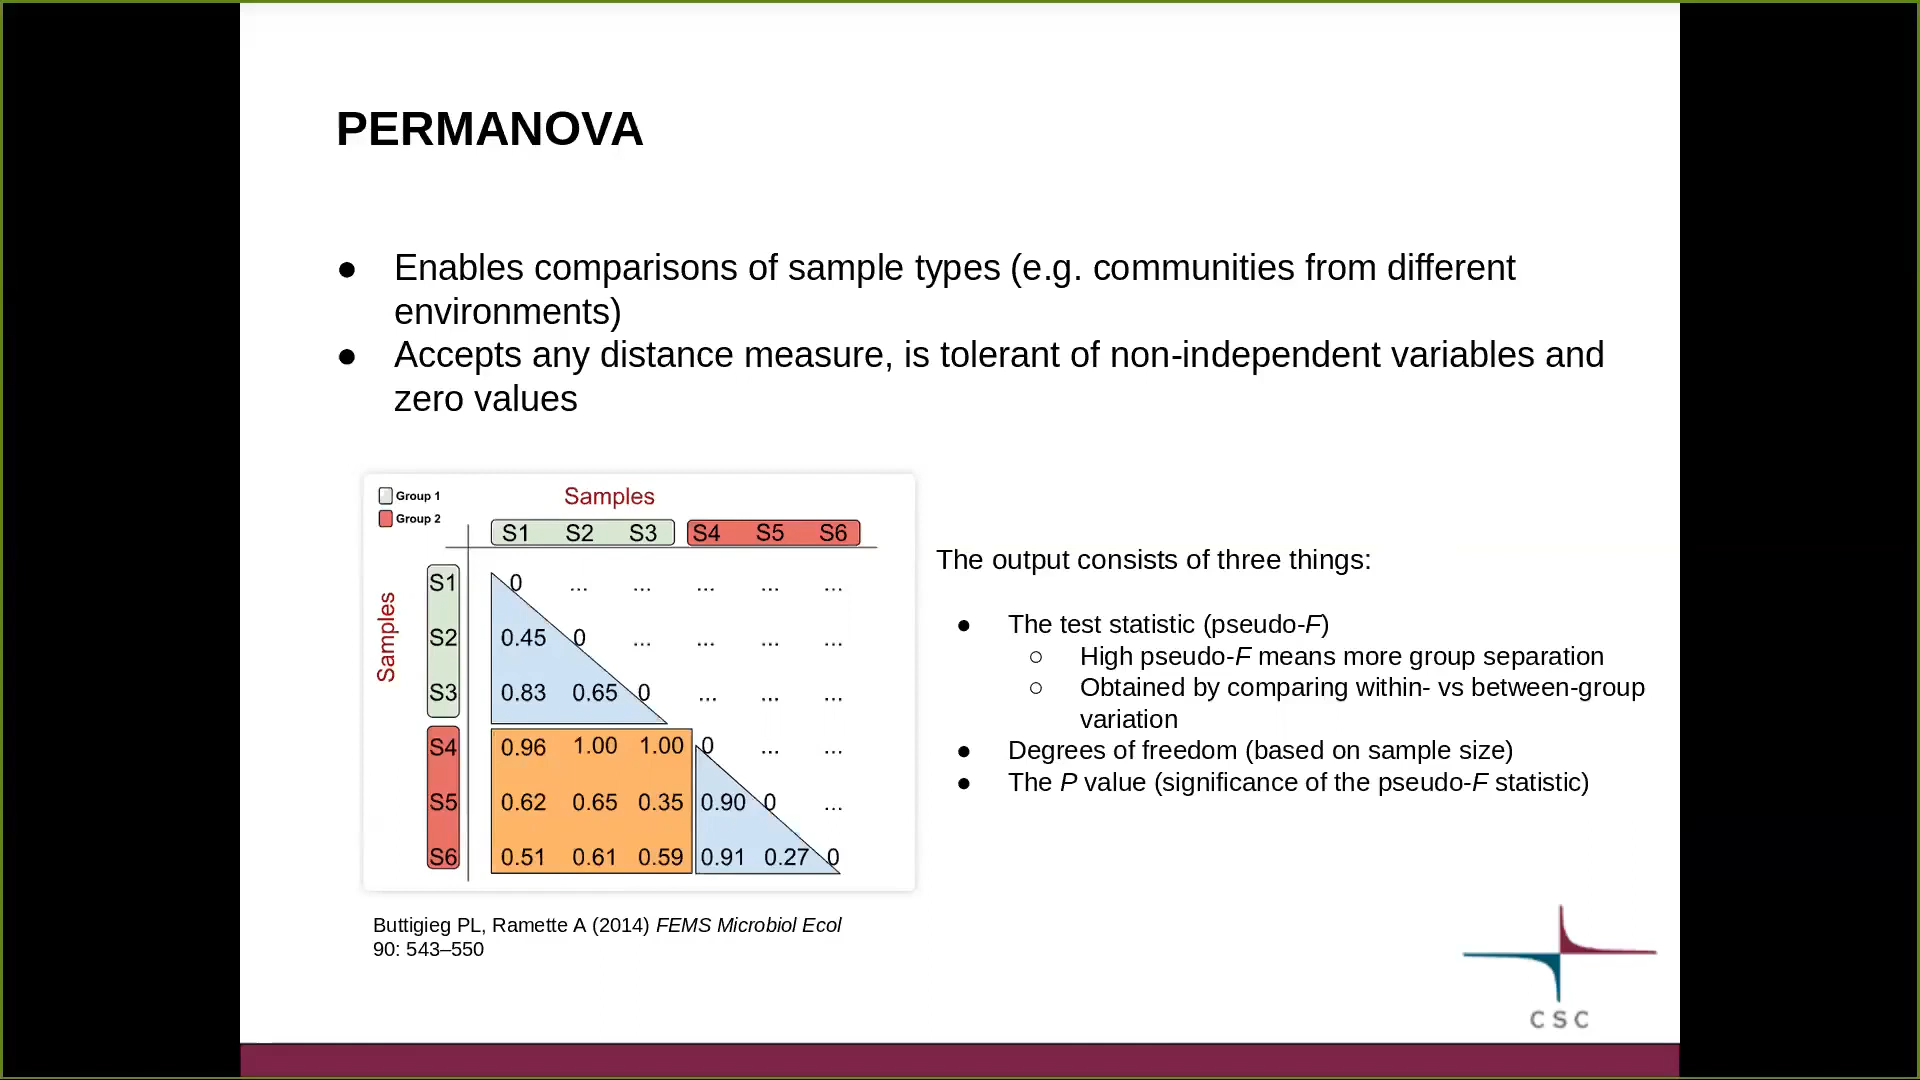 PERMANOVA
● Enables comparisons of sample types (e.g. communities from different
environments)
● Accepts any distance measure, is tolerant of non-independent variables and
zero values
Group 1
Group 2
Samples
S1 S2 S3 S4 S5 S6
Samples
S1 0 ... ... ... ... ...
S2 0.45 0 ... ... ... ...
S3 0.83 0.65 0 ... ... ...
S4 0.96 1.00 1.00 0 ... ...
S5 0.62 0.65 0.35 0.90 0 ...
S6 0.51 0.61 0.59 0.91 0.27 0
Buttigieg PL, Ramette A (2014) FEMS Microbiol Ecol
90: 543–550
The output consists of three things:
● The test statistic (pseudo-F)
○ High pseudo-F means more group separation
○ Obtained by comparing within- vs between-group
variation
● Degrees of freedom (based on sample size)
● The P value (significance of the pseudo-F statistic)
CSC